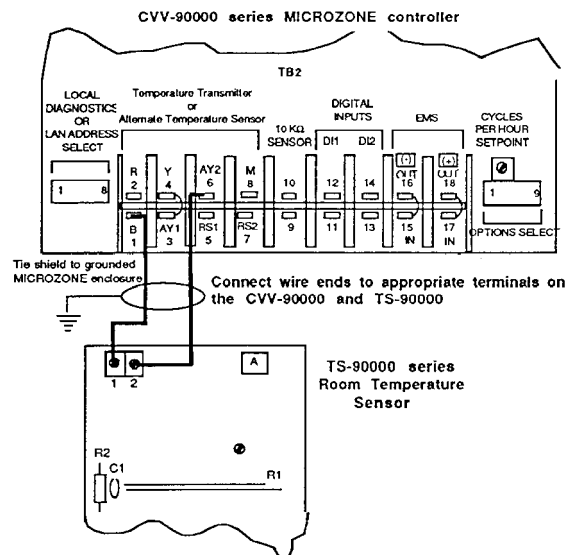 CVV-90000 series MICROZONE controller
TB2
LOCAL
DIAGNOSTICS
OR
LAN ADDRESS
SELECT
Temperature Transmitter
or
Alternate Temperature Sensor
10 KΩ
SENSOR
DIGITAL
INPUTS
DI1 DI2
EMS
CYCLES
PER HOUR
SETPOINT
(-) (+)
OUT OUT
R Y AY2 M
2 4 6 8 10 12 14 16 18
1 8
1 9
B AY1 RS1 RS2
1 3 5 7 9 11 13 15 17
IN IN
OPTIONS SELECT
Tie shield to grounded
MICROZONE enclosure
Connect wire ends to appropriate terminals on
the CVV-90000 and TS-90000
1 2
A
TS-90000 series
Room Temperature
Sensor
R2
C1
R1